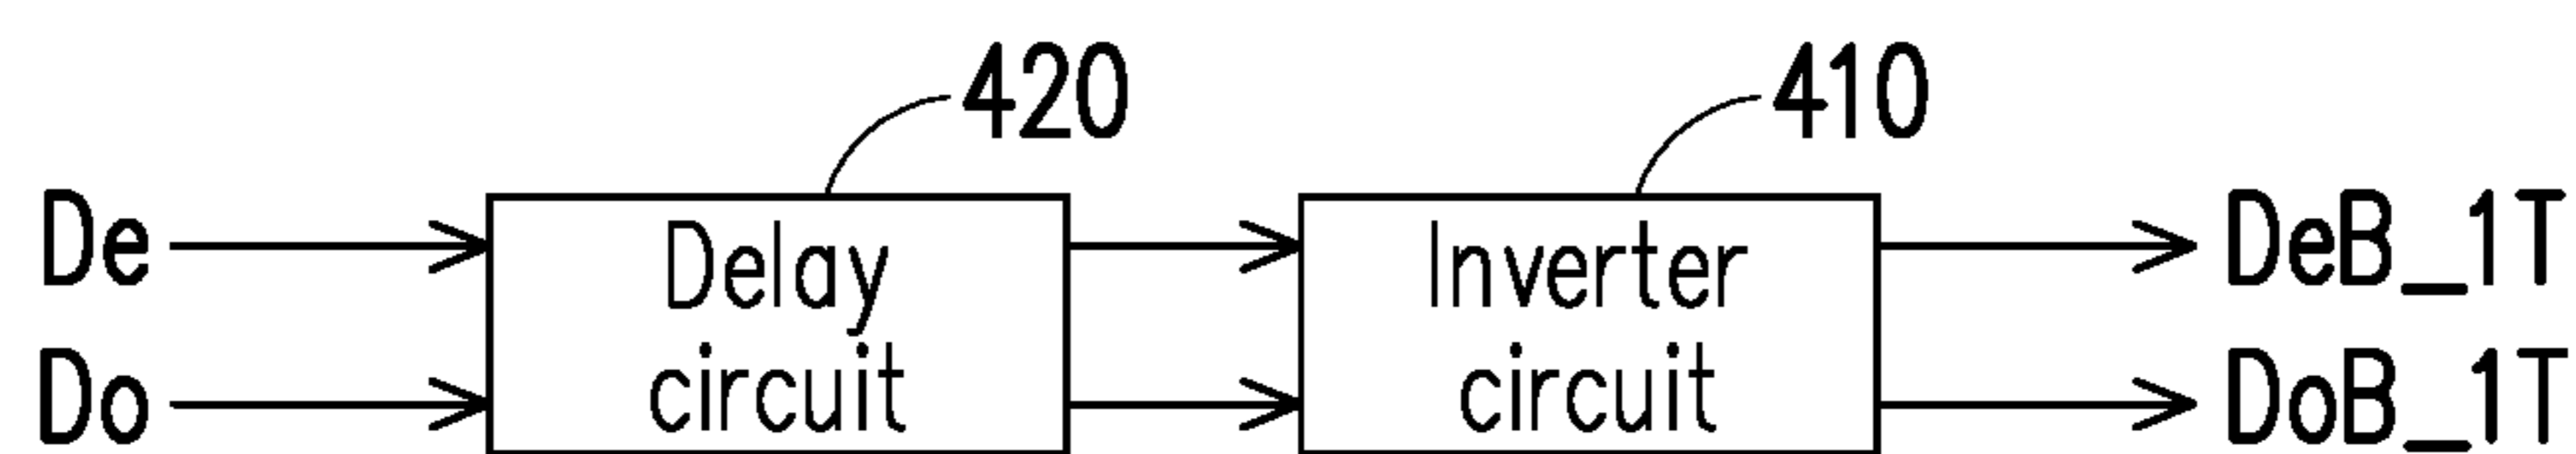 420
410
De
Delay
circuit
Inverter
circuit
DeB_1T
Do
DoB_1T